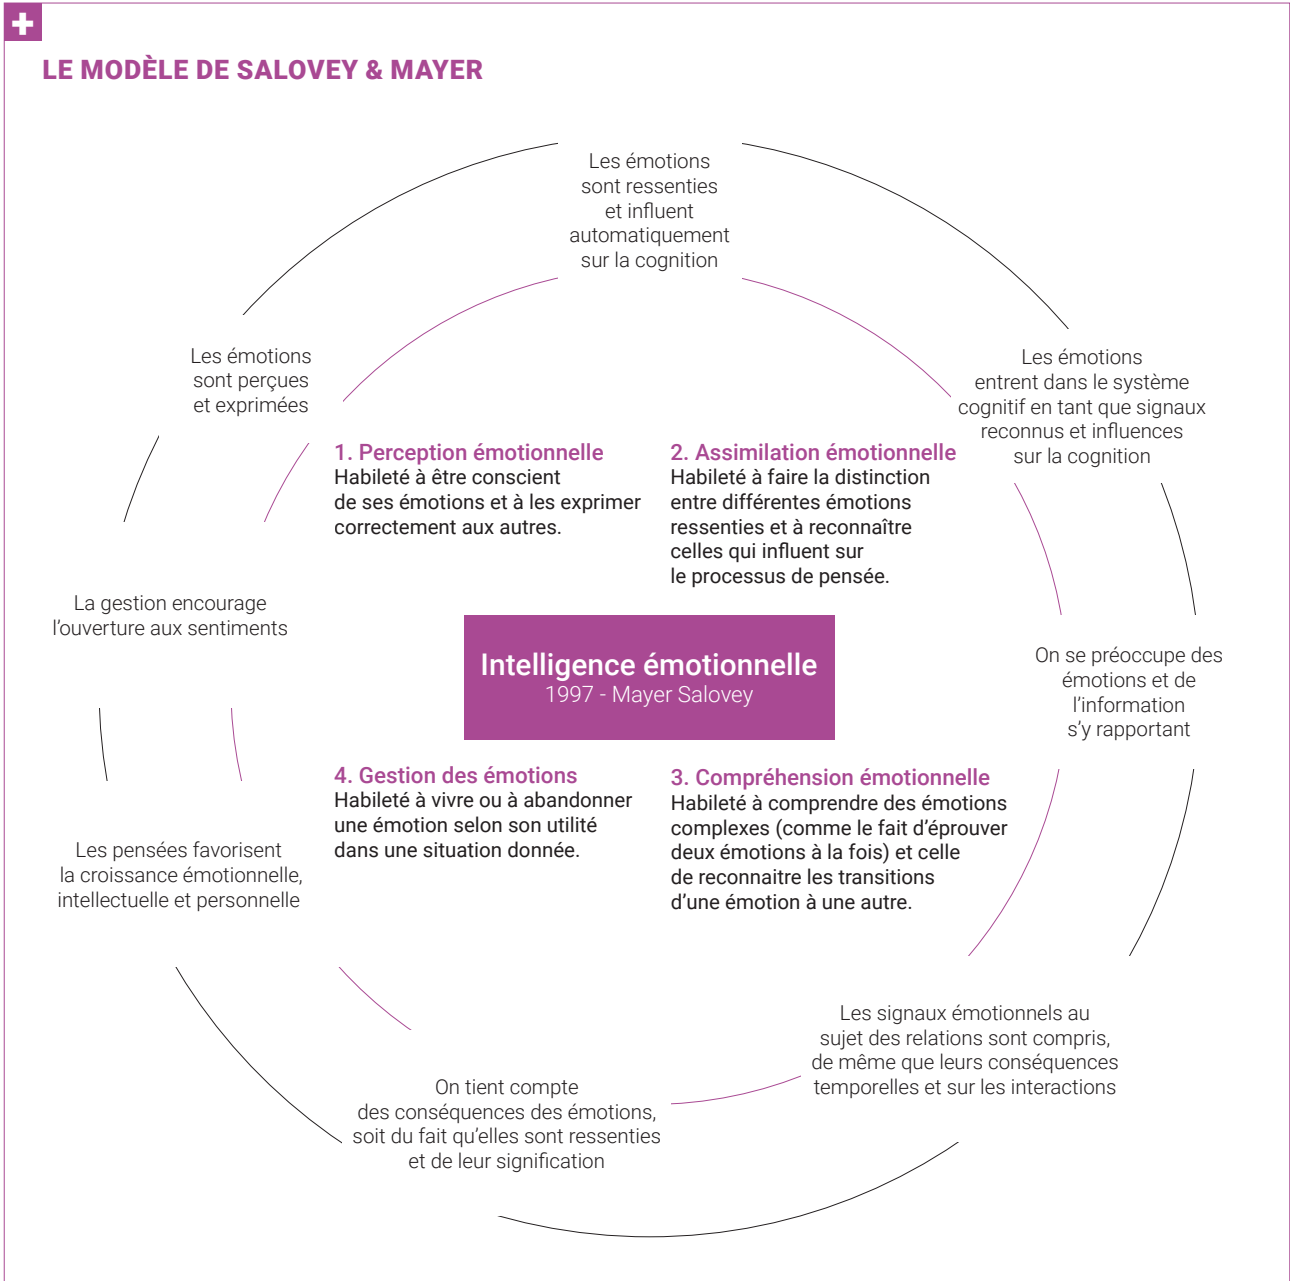 LE MODÈLE DE SALOVEY & MAYER
Les émotions
sont ressenties
et influent
automatiquement
sur la cognition
Les émotions
sont perçues
et exprimées
Les émotions
entrent dans le système
cognitif en tant que signaux
reconnus et influences
sur la cognition
1. Perception émotionnelle
Habileté à être conscient
de ses émotions et à les exprimer
correctement aux autres.
2. Assimilation émotionnelle
Habileté à faire la distinction
entre différentes émotions
ressenties et à reconnaître
celles qui influent sur
le processus de pensée.
La gestion encourage
l'ouverture aux sentiments
Intelligence émotionnelle
1997 - Mayer Salovey
On se préoccupe des
émotions et de
l'information
s'y rapportant
4. Gestion des émotions
Habileté à vivre ou à abandonner
une émotion selon son utilité
dans une situation donnée.
3. Compréhension émotionnelle
Habileté à comprendre des émotions
complexes (comme le fait d'éprouver
deux émotions à la fois) et celle
de reconnaitre les transitions
d'une émotion à une autre.
Les pensées favorisent
la croissance émotionnelle,
intellectuelle et personnelle
Les signaux émotionnels au
sujet des relations sont compris,
de même que leurs conséquences
temporelles et sur les interactions
On tient compte
des conséquences des émotions,
soit du fait qu'elles sont ressenties
et de leur signification